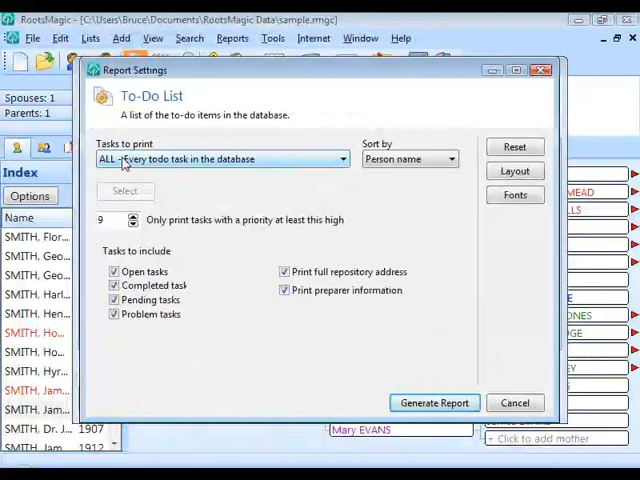 RootsMagic - [C:\Users\Bruce\Documents\RootsMagic Data\sample.rmgc]
File Edit Lists Add View Search Reports Tools Internet Window Help
Report Settings
Spouses: 1
Parents: 1
To-Do List
A list of the to-do items in the database.
Tasks to print
Sort by
ALL - Every todo task in the database
Person name
Reset
Layout
Fonts
Select
9
Only print tasks with a priority at least this high
Tasks to include
Open tasks
Completed task
Pending tasks
Problem tasks
Print full repository address
Print preparer information
Generate Report
Cancel
Index
Options
Name
SMITH, Flor...
SMITH, Geo...
SMITH, Geo...
SMITH, Har...
SMITH, Hen...
SMITH, Ho...
SMITH, Ho...
SMITH, Hyr...
SMITH, Jam...
SMITH, Jam...
SMITH, Dr. J... 1907
SMITH, Jam... 1912
MEAD
Mary EVANS
+ Click to add mother